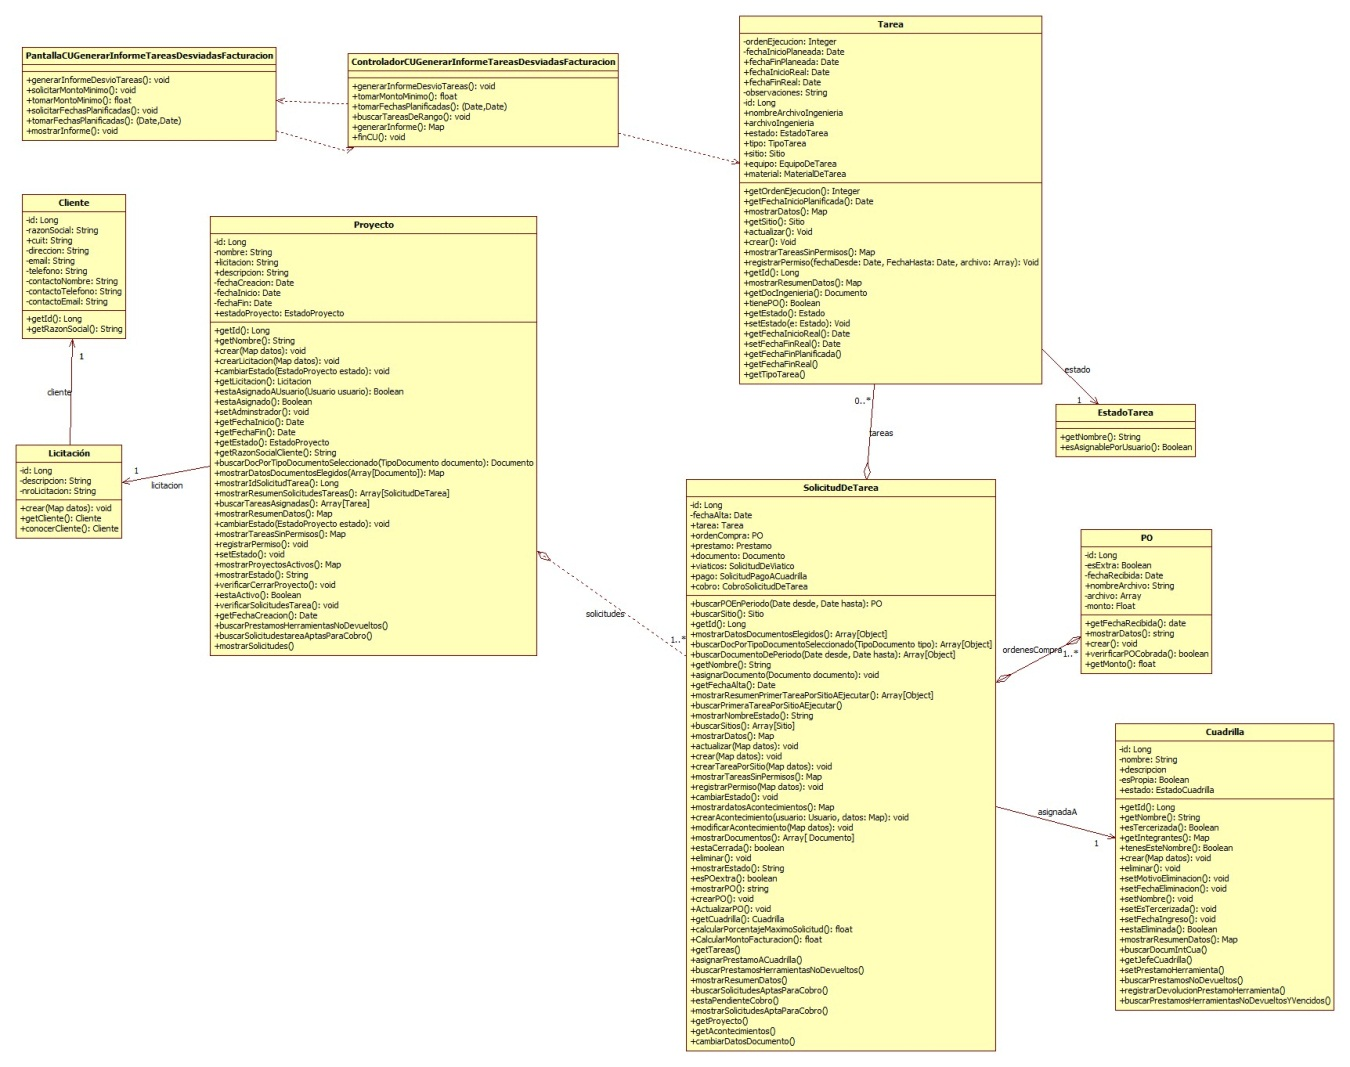 PantallaCUGenerarInformeTareasDesviadasFacturacion
+generarInformeDesvioTareas(): void
+solicitarMontoMinimo(): void
+tomarMontoMinimo(): float
+solicitarFechasPlanificadas(): void
+tomarFechasPlanificadas(): (Date,Date)
+mostrarInforme(): void
ControladorCUGenerarInformeTareasDesviadasFacturacion
+generarInformeDesvioTareas(): void
+tomarMontoMinimo(): float
+tomarFechasPlanificadas(): (Date,Date)
+buscarTareasDeRango(): void
+generarInforme(): Map
+finCU(): void
Tarea
-ordenEjecucion: Integer
-fechaInicioPlaneada: Date
-fechaFinPlaneada: Date
-fechaInicioReal: Date
-fechaFinReal: Date
-observaciones: String
-id: Long
+nombreArchivoIngenieria
+archivoIngenieria
+estado: EstadoTarea
+tipo: TipoTarea
+sitio: Sitio
+equipo: EquipoDeTarea
+material: MaterialDeTarea
+getOrdenEjecucion(): Integer
+getFechaInicioPlanificada(): Date
+mostrarDatos(): Map
+getSitio(): Sitio
+actualizar(): Void
+crear(): Void
+mostrarTareasSinPermisos(): Map
+registrarPermiso(fechaDesde: Date, FechaHasta: Date, archivo: Array): Void
+getId(): Long
+mostrarResumenDatos(): Map
+getDocIngenieria(): Documento
+tienePO(): Boolean
+getEstado(): Estado
+setEstado(e: Estado): Void
+getFechaInicioReal(): Date
+setFechaFinReal(): Date
+getFechaFinPlanificada()
+getFechaFinReal()
+getTipoTarea()
Cliente
-id: Long
-razonSocial: String
+cuit: String
-direccion: String
-email: String
-telefono: String
-contactoNombre: String
-contactoTelefono: String
-contactoEmail: String
+getId(): Long
+getRazonSocial(): String
1
cliente
Licitación
-id: Long
-descripcion: String
-nroLicitacion: String
+crear(Map datos): void
+getCliente(): Cliente
+conocerCliente(): Cliente
1
licitacion
Proyecto
-id: Long
-nombre: String
+licitacion: String
+descripcion: String
-fechaCreacion: Date
-fechaInicio: Date
-fechaFin: Date
+estadoProyecto: EstadoProyecto
+getId(): Long
+getNombre(): String
+crear(Map datos): void
+crearLicitacion(Map datos): void
+cambiarEstado(EstadoProyecto estado): void
+getLicitacion(): Licitacion
+estaAsignadoAUsuario(Usuario usuario): Boolean
+estaAsignado(): Boolean
+setAdminstrador(): void
+getFechaInicio(): Date
+getFechaFin(): Date
+getEstado(): EstadoProyecto
+getRazonSocialCliente(): String
+buscarDocPorTipoDocumentoSeleccionado(TipoDocumento documento): Documento
+mostrarDatosDocumentosElegidos(Array[Documento]): Map
+mostrarIdSolicitudTarea(): Long
+mostrarResumenSolicitudesTareas(): Array[SolicitudDeTarea]
+buscarTareasAsignadas(): Array[Tarea]
+mostrarResumenDatos(): Map
+cambiarEstado(EstadoProyecto estado): void
+mostrarTareasSinPermisos(): Map
+registrarPermiso(): void
+setEstado(): void
+mostrarProyectosActivos(): Map
+mostrarEstado(): String
+verificarCerrarProyecto(): void
+estaActivo(): Boolean
+verificarSolicitudesTarea(): void
+getFechaCreacion(): Date
+buscarPrestamosHerramientasNoDevueltos()
+buscarSolicitudestareaAptasParaCobro()
+mostrarSolicitudes()
solicitudes
1..*
estado
1
EstadoTarea
+getNombre(): String
+esAsignablePorUsuario(): Boolean
0..*
tareas
SolicitudDeTarea
-id: Long
-fechaAlta: Date
+tarea: Tarea
+ordenCompra: PO
+prestamo: Prestamo
+documento: Documento
+viaticos: SolicitudDeViatico
+pago: SolicitudPagoACuadrilla
+cobro: CobroSolicitudDeTarea
+buscarPOEnPeriodo(Date desde, Date hasta): PO
+buscarSitio(): Sitio
+getId(): Long
+mostrarDatosDocumentosElegidos(): Array[Object]
+buscarDocPorTipoDocumentoSeleccionado(TipoDocumento tipo): Array[Object]
+buscarDocumentoDePeriodo(Date desde, Date hasta): Array[Object]
+getNombre(): String
+asignarDocumento(Documento documento): void
+getFechaAlta(): Date
+mostrarResumenPrimerTareaPorSitioAEjecutar(): Array[Object]
+buscarPrimeraTareaPorSitioAEjecutar()
+mostrarNombreEstado(): String
+buscarSitios(): Array[Sitio]
+mostrarDatos(): Map
+actualizar(Map datos): void
+crear(Map datos): void
+crearTareaPorSitio(Map datos): void
+mostrarTareasSinPermisos(): Map
+registrarPermiso(Map datos): void
+cambiarEstado(): void
+mostrardatosAcontecimientos(): Map
+crearAcontecimiento(usuario: Usuario, datos: Map): void
+modificarAcontecimiento(Map datos): void
+mostrarDocumentos(): Array[ Documento]
+estaCerrada(): boolean
+eliminar(): void
+mostrarEstado(): String
+esPOextra(): boolean
+mostrarPO(): string
+crearPO(): void
+ActualizarPO(): void
+getCuadrilla(): Cuadrilla
+calcularPorcentajeMaximoSolicitud(): float
+CalcularMontoFacturacion(): float
+getTareas()
+asignarPrestamoACuadrilla()
+buscarPrestamosHerramientasNoDevueltos()
+mostrarResumenDatos()
+buscarSolicitudesAptasParaCobro()
+estaPendienteCobro()
+mostrarSolicitudesAptaParaCobro()
+getProyecto()
+getAcontecimientos()
+cambiarDatosDocumento()
ordenesCompra
1..*
PO
-id: Long
-esExtra: Boolean
-fechaRecibida: Date
+nombreArchivo: String
-archivo: Array
-monto: Float
+getFechaRecibida(): date
+mostrarDatos(): string
+crear(): void
+veririficarPOCobrada(): boolean
+getMonto(): float
asignadaA
1
Cuadrilla
-id: Long
-nombre: String
+descripcion
-esPropia: Boolean
+estado: EstadoCuadrilla
+getId(): Long
+getNombre(): String
+esTercerizada(): Boolean
+getIntegrantes(): Map
+tenesEsteNombre(): Boolean
+crear(Map datos): void
+eliminar(): void
+setMotivoEliminacion(): void
+setFechaEliminacion(): void
+setNombre(): void
+setEsTercerizada(): void
+setFechaIngreso(): void
+estaEliminada(): Boolean
+mostrarResumenDatos(): Map
+buscarDocumIntCua()
+getJefeCuadrilla()
+setPrestamoHerramienta()
+buscarPrestamosNoDevueltos()
+registrarDevolucionPrestamoHerramienta()
+buscarPrestamosHerramientasNoDevueltosYVencidos()